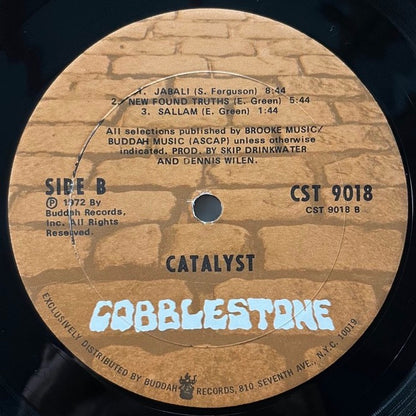 1. JABALI (S. Ferguson) 8:44
2. NEW FOUND TRUTHS (E. Green) 5:44
3. SALLAM (E. Green) 1:44
All selections published by BROOKE MUSIC/
BUDDAH MUSIC (ASCAP) unless otherwise
indicated. PROD. BY SKIP DRINKWATER
AND DENNIS WILEN.
SIDE B
Ⓟ 1972 By
Buddah Records,
Inc. All Rights
Reserved.
CST 9018
CST 9018 B
CATALYST
COBBLESTONE
EXCLUSIVELY DISTRIBUTED BY BUDDAH RECORDS, 810 SEVENTH AVE., N.Y.C. 10019